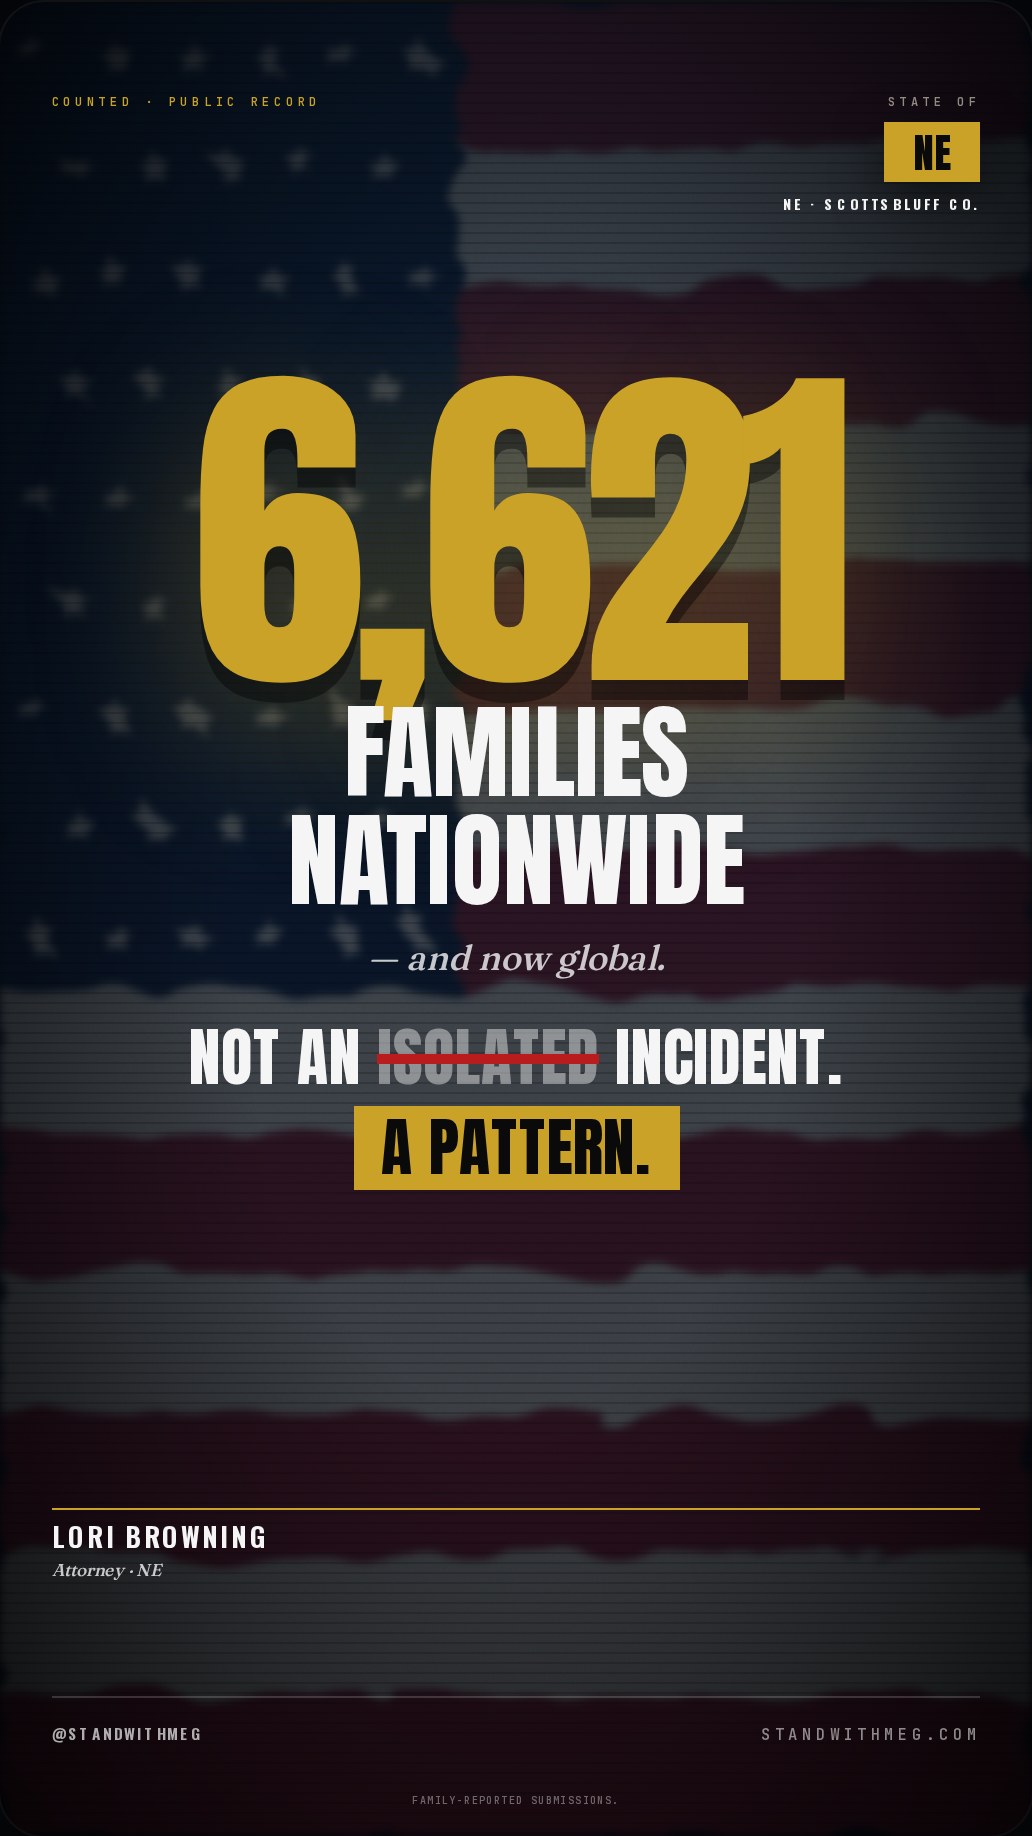 COUNTED · PUBLIC RECORD
STATE OF
NE
NE · SCOTTSBLUFF CO.
6,621
FAMILIES
NATIONWIDE
— and now global.
NOT AN ISOLATED INCIDENT.
A PATTERN.
LORI BROWNING
Attorney · NE
@STANDWITHMEG
STANDWITHMEG.COM
FAMILY-REPORTED SUBMISSIONS.